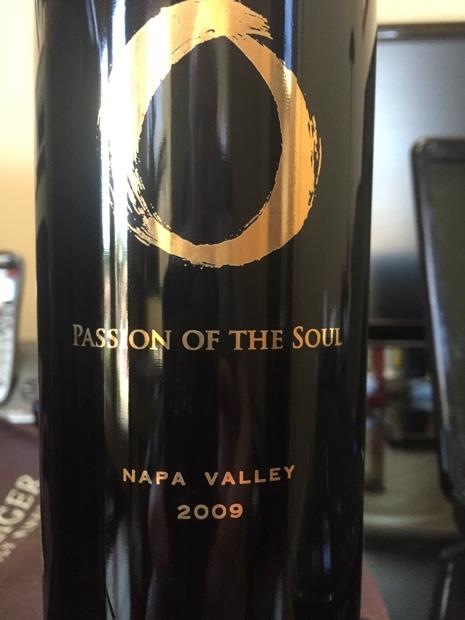 Passion of the Soul
NAPA VALLEY
2009